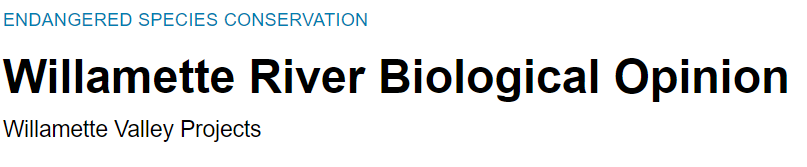 ENDANGERED SPECIES CONSERVATION
Willamette River Biological Opinion
Willamette Valley Projects